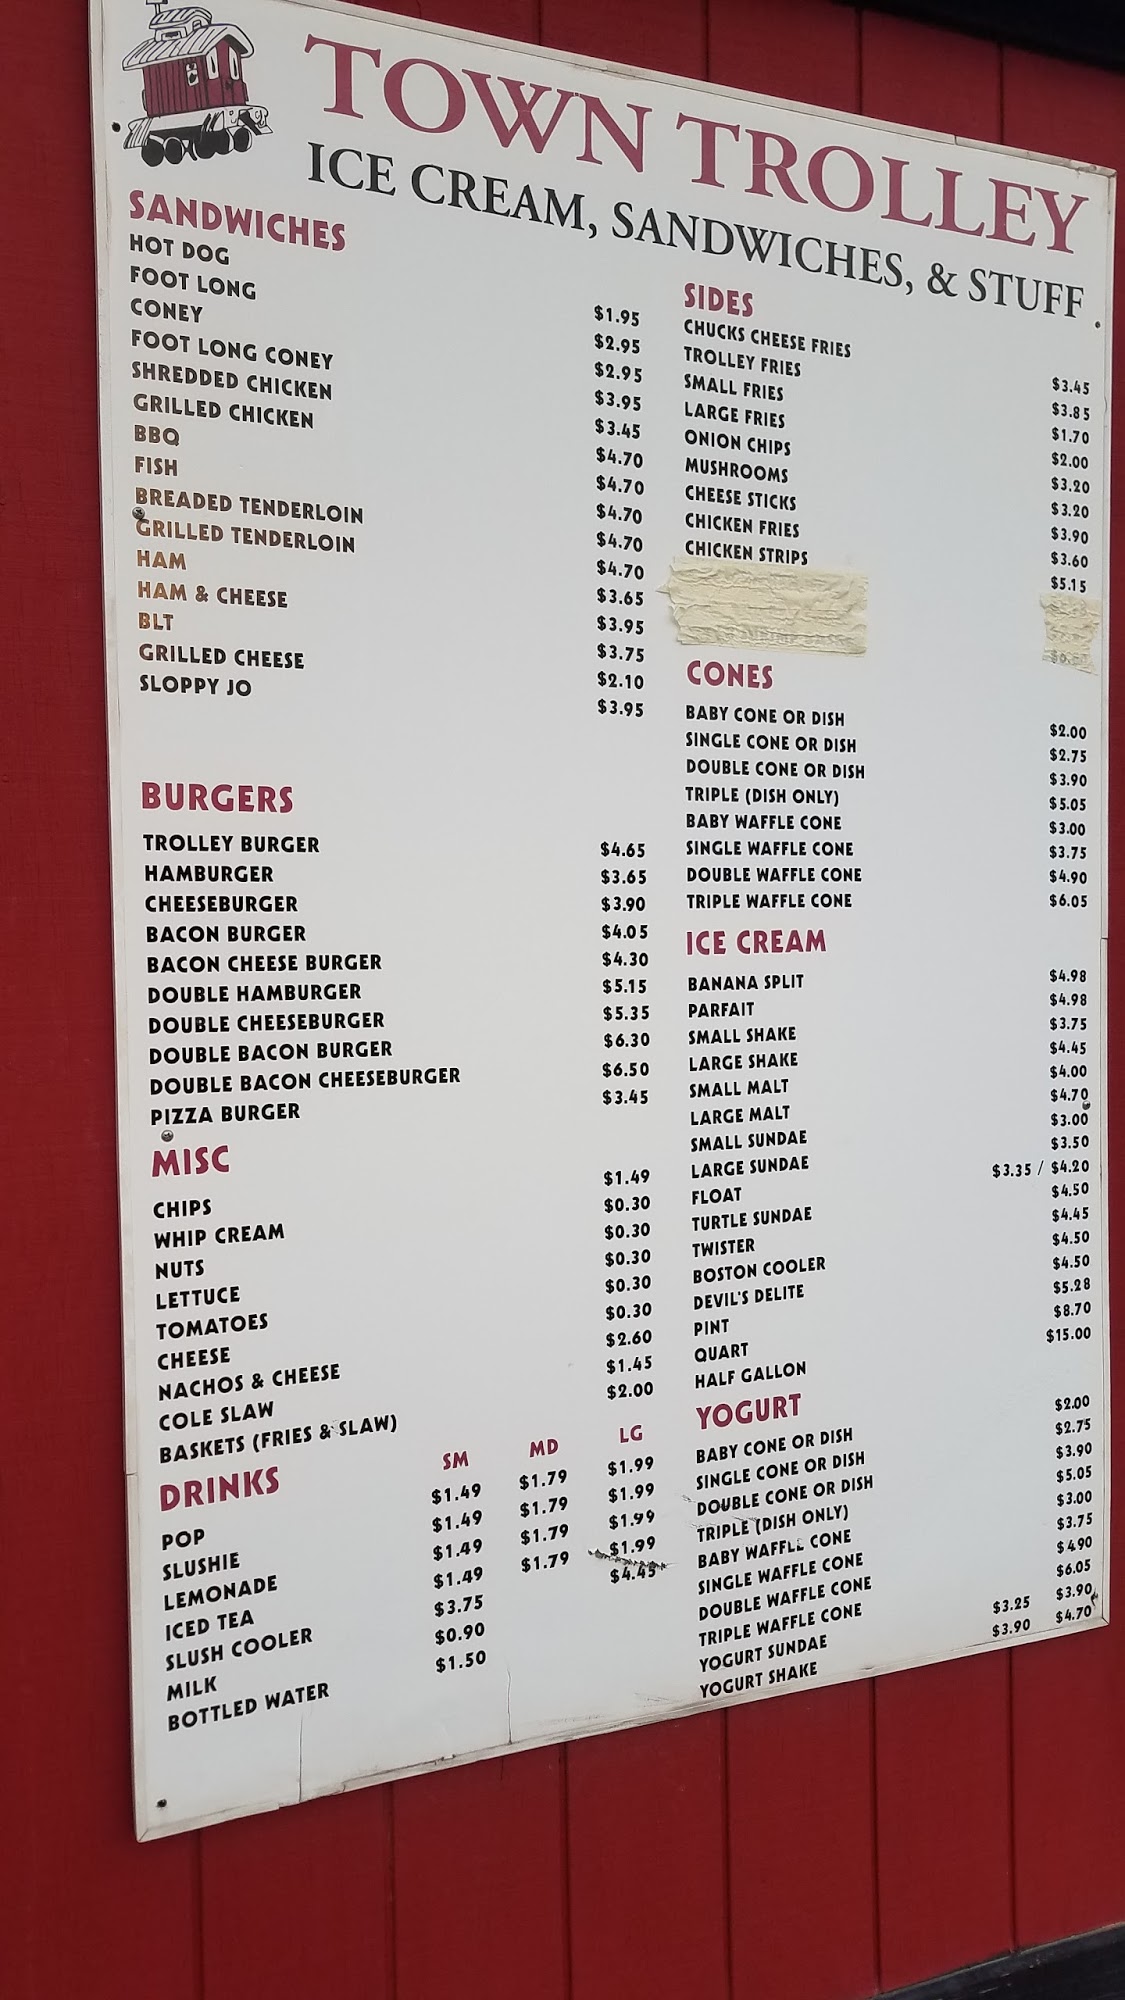 TOWN TROLLEY
ICE CREAM, SANDWICHES, & STUFF
SANDWICHES
HOT DOG $1.95
FOOT LONG $2.95
CONEY $2.95
FOOT LONG CONEY $3.95
SHREDDED CHICKEN $3.45
GRILLED CHICKEN $4.70
BBQ $4.70
FISH $4.70
BREADED TENDERLOIN $4.70
GRILLED TENDERLOIN $4.70
HAM $3.65
HAM & CHEESE $3.95
BLT $3.75
GRILLED CHEESE $2.10
SLOPPY JO $3.95
BURGERS
TROLLEY BURGER $4.65
HAMBURGER $3.65
CHEESEBURGER $3.90
BACON BURGER $4.05
BACON CHEESE BURGER $4.30
DOUBLE HAMBURGER $5.15
DOUBLE CHEESEBURGER $5.35
DOUBLE BACON BURGER $6.30
DOUBLE BACON CHEESEBURGER $6.50
PIZZA BURGER $3.45
MISC
CHIPS $1.49
WHIP CREAM $0.30
NUTS $0.30
LETTUCE $0.30
TOMATOES $0.30
CHEESE $0.30
NACHOS & CHEESE $2.60
COLE SLAW $1.45
BASKETS (FRIES & SLAW) $2.00
DRINKS SM MD LG
POP $1.49 $1.79 $1.99
SLUSHIE $1.49 $1.79 $1.99
LEMONADE $1.49 $1.79 $1.99
ICED TEA $1.49 $1.79 $1.99
SLUSH COOLER $3.75 $4.45
MILK $0.90
BOTTLED WATER $1.50
SIDES
CHUCKS CHEESE FRIES $3.45
TROLLEY FRIES $3.85
SMALL FRIES $1.70
LARGE FRIES $2.00
ONION CHIPS $3.20
MUSHROOMS $3.20
CHEESE STICKS $3.90
CHICKEN FRIES $3.60
CHICKEN STRIPS $5.15
CONES
BABY CONE OR DISH $2.00
SINGLE CONE OR DISH $2.75
DOUBLE CONE OR DISH $3.90
TRIPLE (DISH ONLY) $5.05
BABY WAFFLE CONE $3.00
SINGLE WAFFLE CONE $3.75
DOUBLE WAFFLE CONE $4.90
TRIPLE WAFFLE CONE $6.05
ICE CREAM
BANANA SPLIT $4.98
PARFAIT $4.98
SMALL SHAKE $3.75
LARGE SHAKE $4.45
SMALL MALT $4.00
LARGE MALT $4.70
SMALL SUNDAE $3.00
LARGE SUNDAE $3.50
FLOAT $3.35 / $4.20
TURTLE SUNDAE $4.50
TWISTER $4.45
BOSTON COOLER $4.50
DEVIL'S DELITE $4.50
PINT $5.28
QUART $8.70
HALF GALLON $15.00
YOGURT
BABY CONE OR DISH $2.00
SINGLE CONE OR DISH $2.75
DOUBLE CONE OR DISH $3.90
TRIPLE (DISH ONLY) $5.05
BABY WAFFLE CONE $3.00
SINGLE WAFFLE CONE $3.75
DOUBLE WAFFLE CONE $4.90
TRIPLE WAFFLE CONE $6.05
YOGURT SUNDAE $3.25 $3.90
YOGURT SHAKE $3.90 $4.70